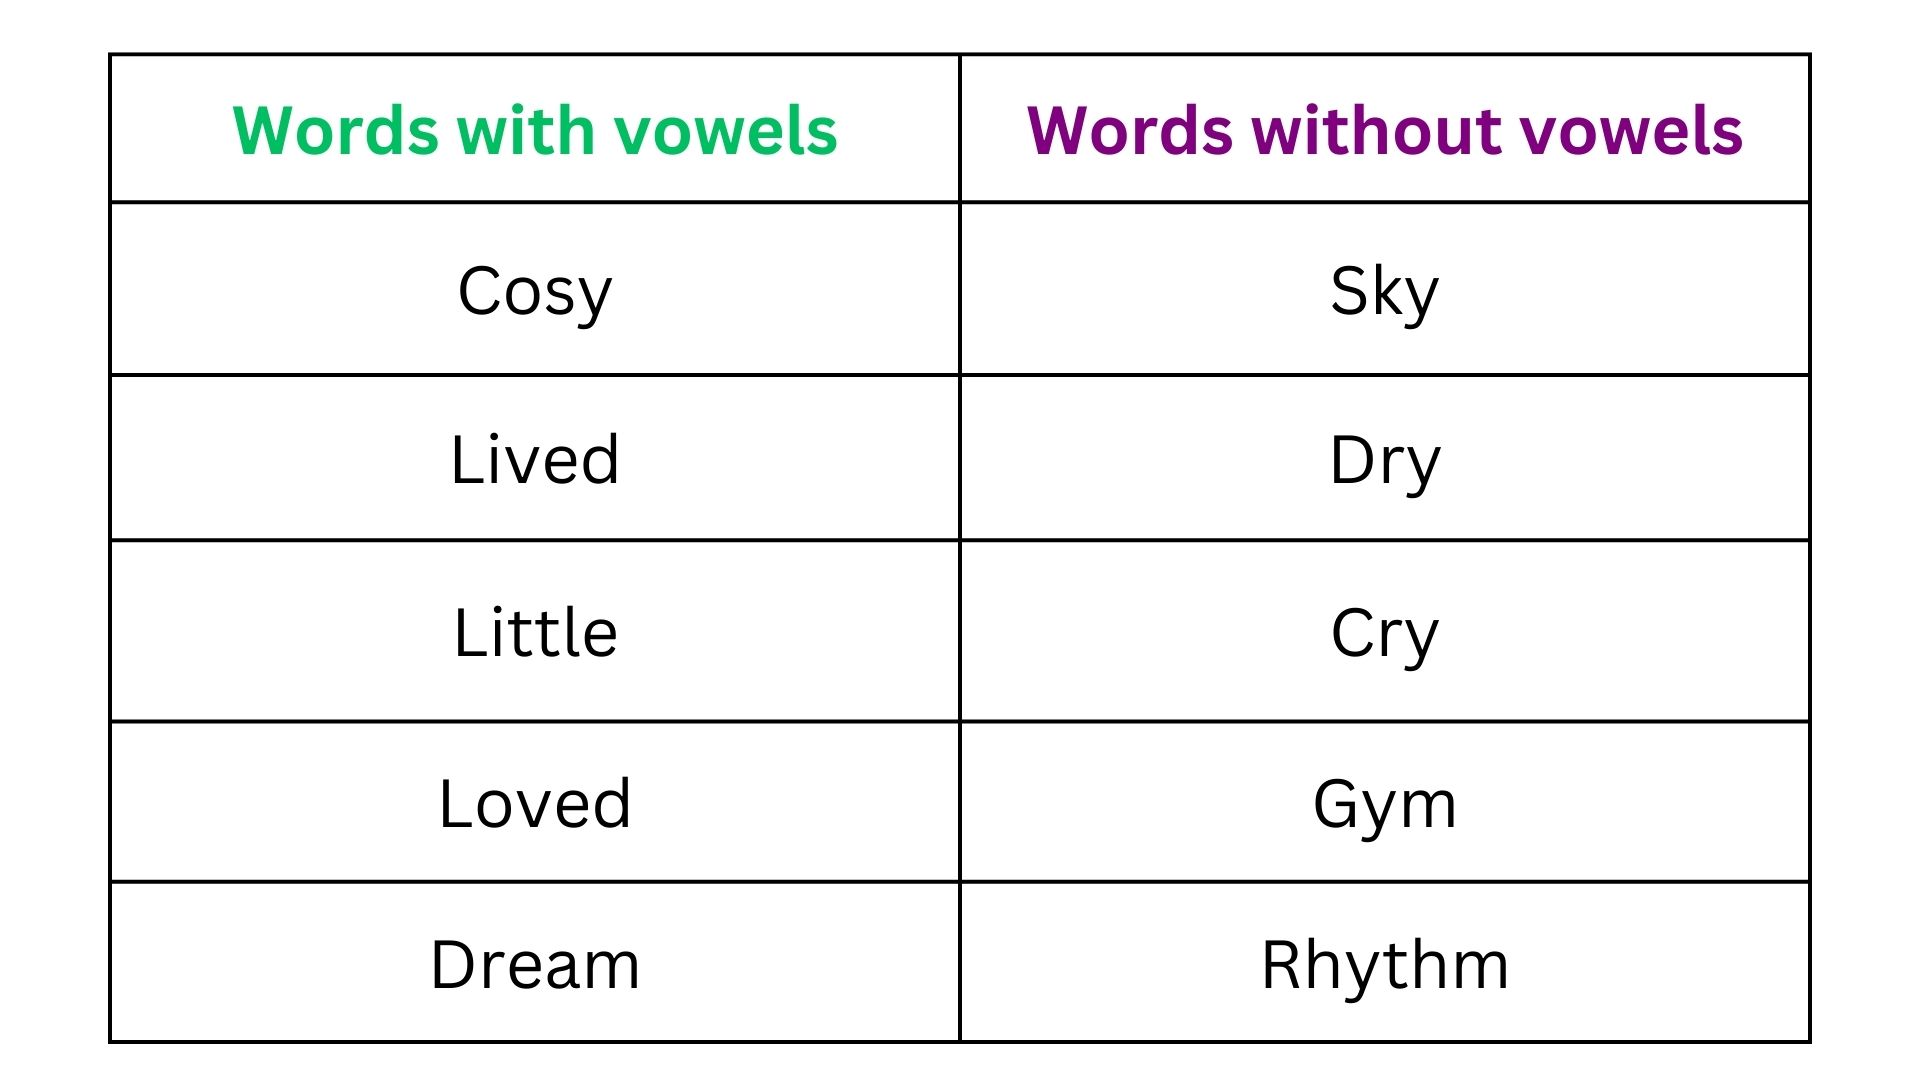 Words with vowels Words without vowels
Cosy Sky
Lived Dry
Little Cry
Loved Gym
Dream Rhythm